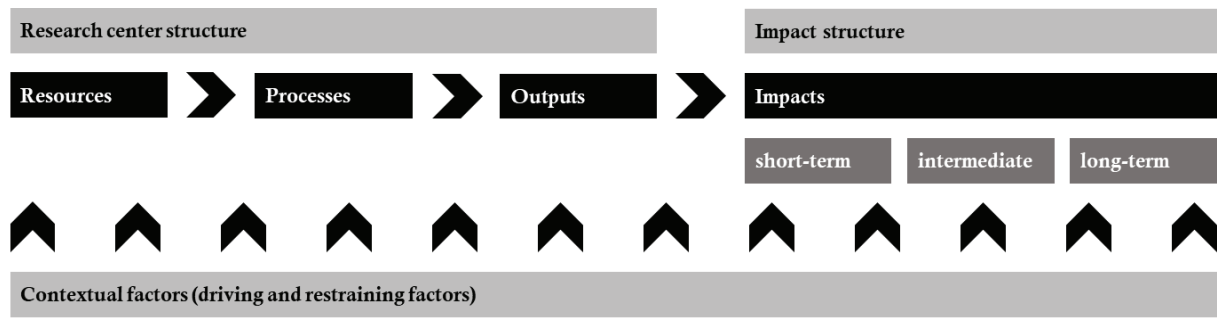 Research center structure
Impact structure
Resources
Processes
Outputs
Impacts
short-term
intermediate
long-term
Contextual factors (driving and restraining factors)